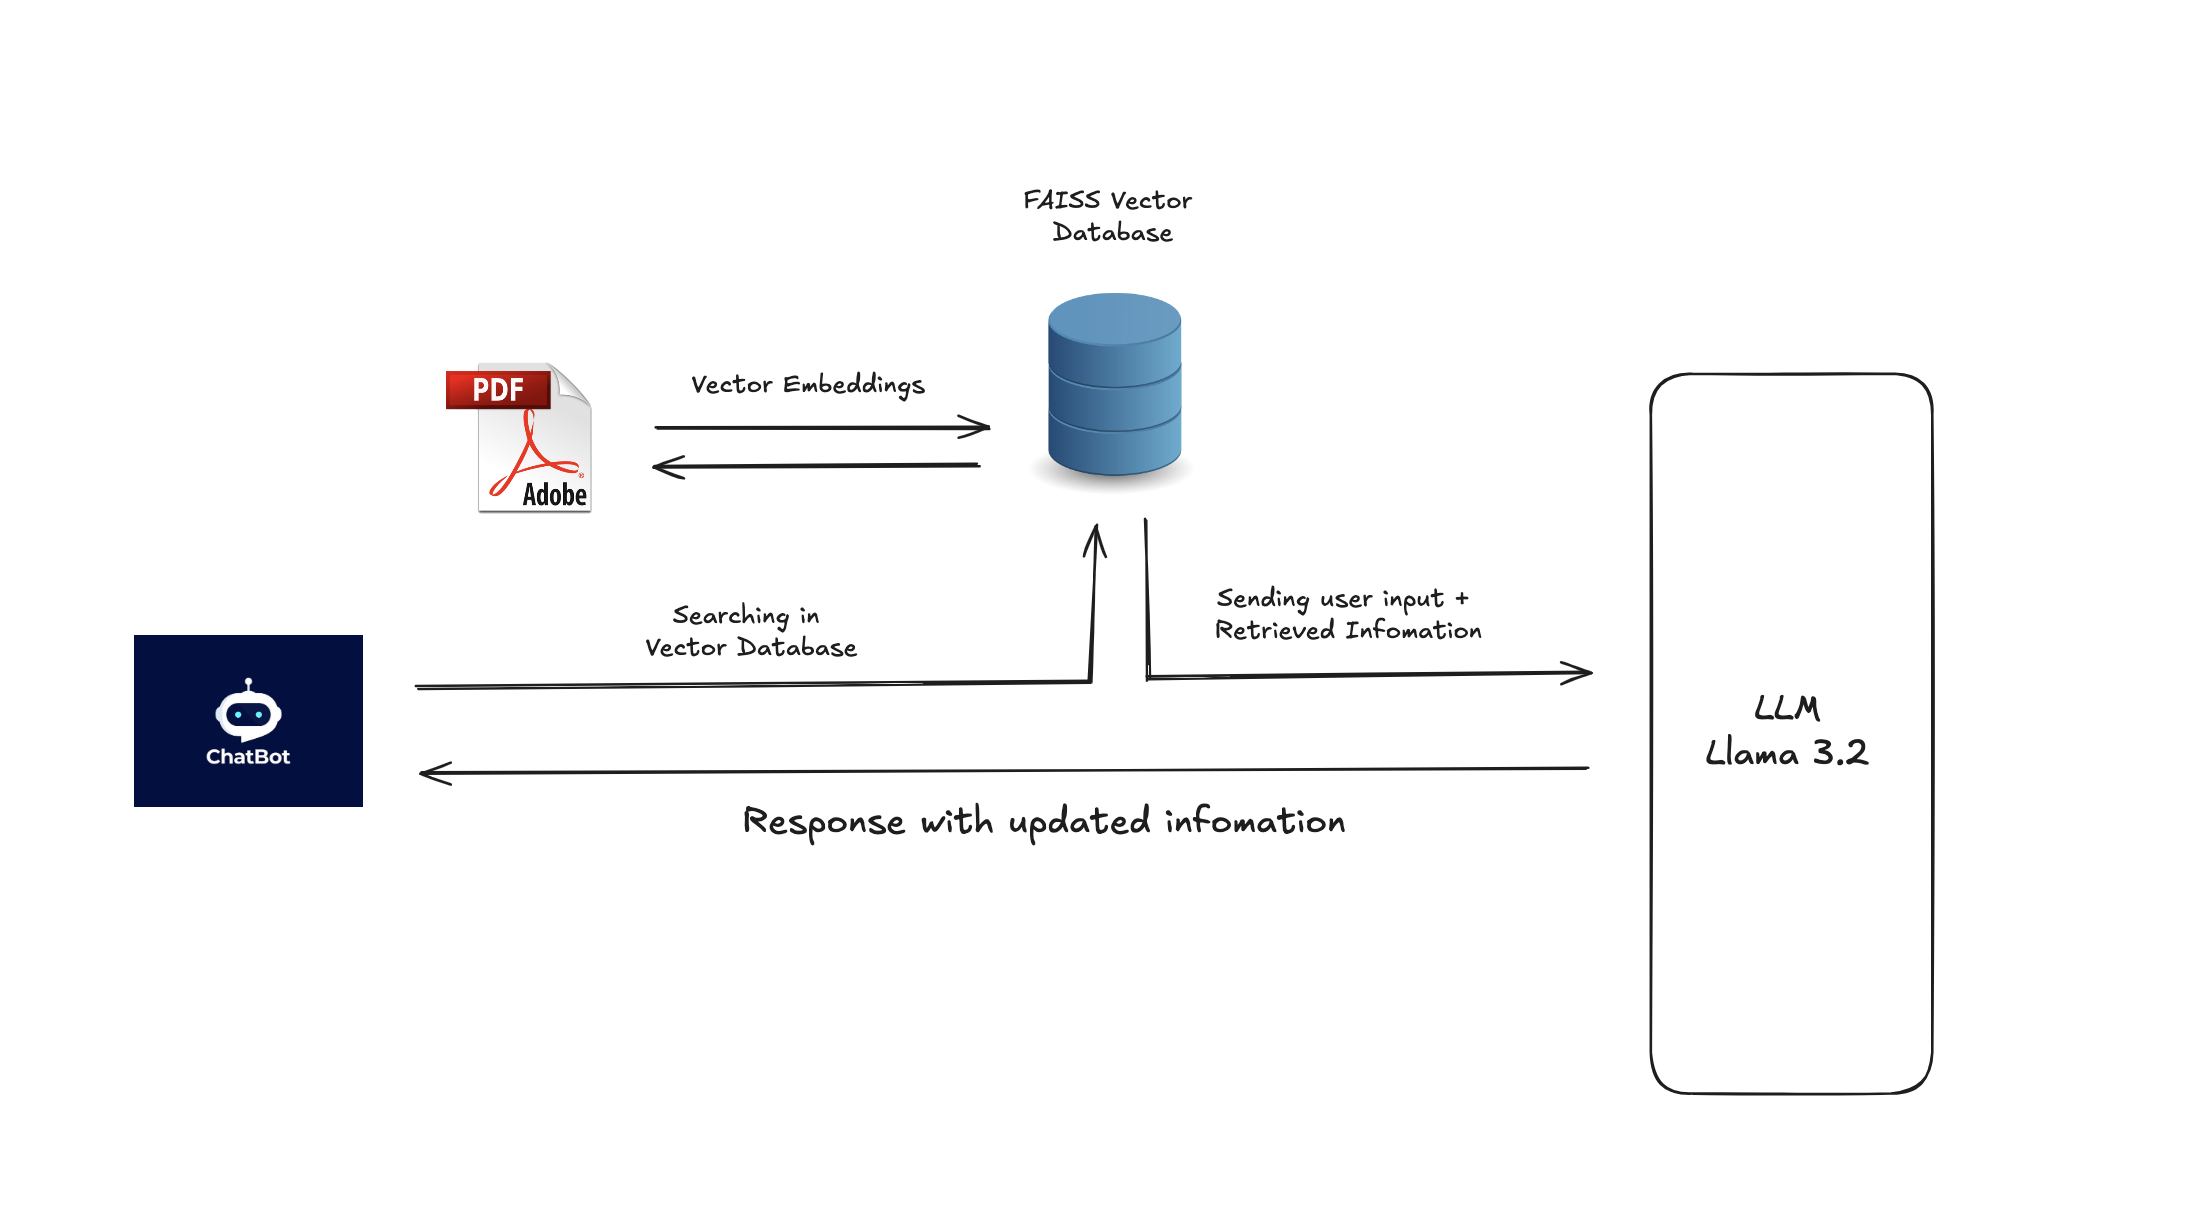 FAISS Vector
Database
PDF
Adobe
Vector Embeddings
Searching in
Vector Database
Sending user input +
Retrieved Infomation
ChatBot
LLM
Llama 3.2
Response with updated infomation